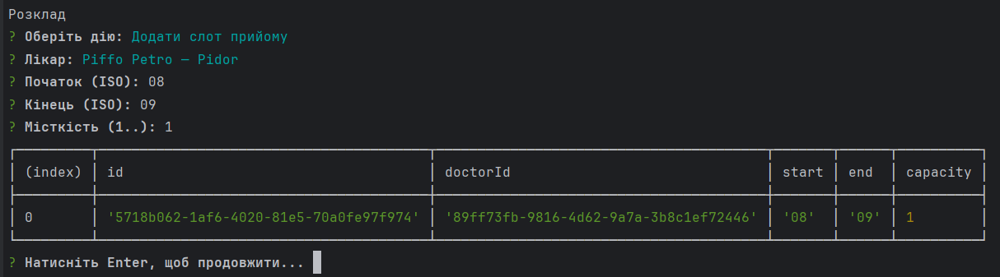 Розклад
? Оберіть дію: Додати слот прийому
? Лікар: Piffo Petro — Pidor
? Початок (ISO): 08
? Кінець (ISO): 09
? Місткість (1..): 1
(index) id doctorId start end capacity
0 '5718b062-1af6-4020-81e5-70a0fe97f974' '89ff73fb-9816-4d62-9a7a-3b8c1ef72446' '08' '09' 1
? Натисніть Enter, щоб продовжити...